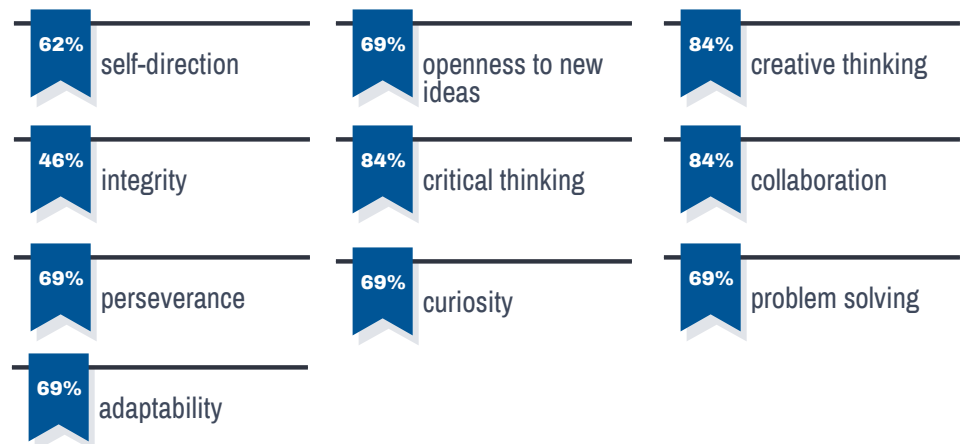 62%
self-direction
69%
openness to new
ideas
84%
creative thinking
46%
integrity
84%
critical thinking
84%
collaboration
69%
perseverance
69%
curiosity
69%
problem solving
69%
adaptability